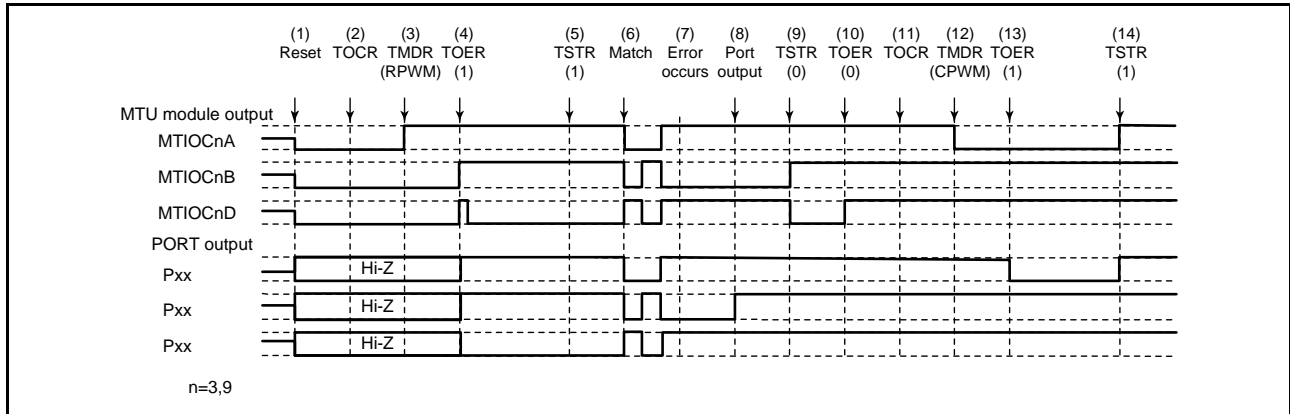 (1) (2) (3) (4) (5) (6) (7) (8) (9) (10) (11) (12) (13) (14)
Reset TOCR TMDR TOER TSTR Match Error Port TSTR TOER TOCR TMDR TOER TSTR
(RPWM) (1) (1) occurs output (0) (0) (CPWM) (1) (1)
MTU module output
MTIOCnA
MTIOCnB
MTIOCnD
PORT output
Pxx Hi-Z
Pxx Hi-Z
Pxx Hi-Z
n=3,9